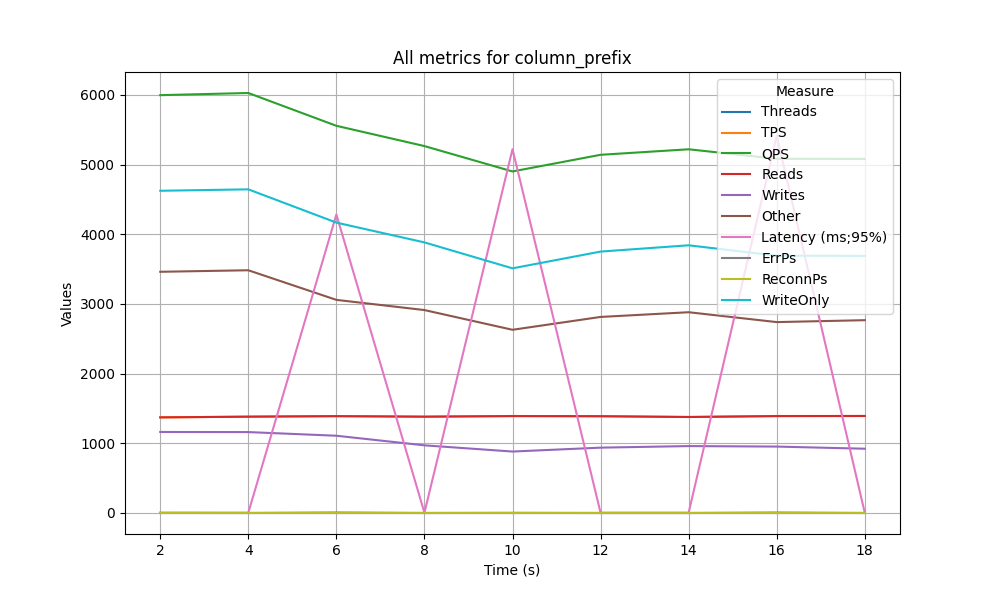 All metrics for column_prefix
Values
6000
5000
4000
3000
2000
1000
0
2
4
6
8
10
12
14
16
18
Time (s)
Measure
Threads
TPS
QPS
Reads
Writes
Other
Latency (ms;95%)
ErrPs
ReconnPs
WriteOnly